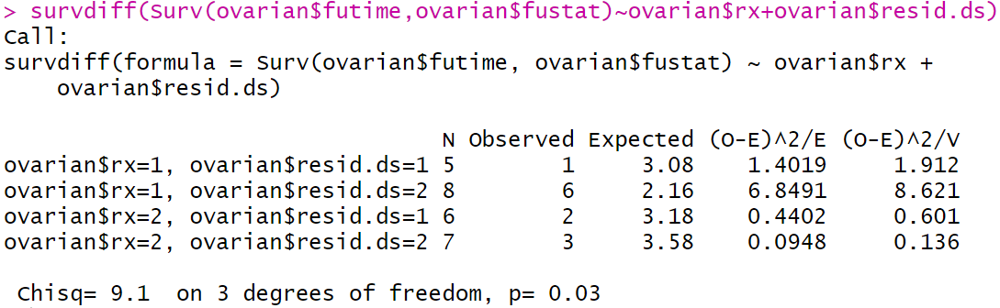 > survdiff(Surv(ovarian$futime,ovarian$fustat)~ovarian$rx+ovarian$resid.ds)
Call:
survdiff(formula = Surv(ovarian$futime, ovarian$fustat) ~ ovarian$rx +
    ovarian$resid.ds)

                                 N Observed Expected (O-E)^2/E (O-E)^2/V
ovarian$rx=1, ovarian$resid.ds=1 5        1     3.08    1.4019     1.912
ovarian$rx=1, ovarian$resid.ds=2 8        6     2.16    6.8491     8.621
ovarian$rx=2, ovarian$resid.ds=1 6        2     3.18    0.4402     0.601
ovarian$rx=2, ovarian$resid.ds=2 7        3     3.58    0.0948     0.136

 Chisq= 9.1  on 3 degrees of freedom, p= 0.03